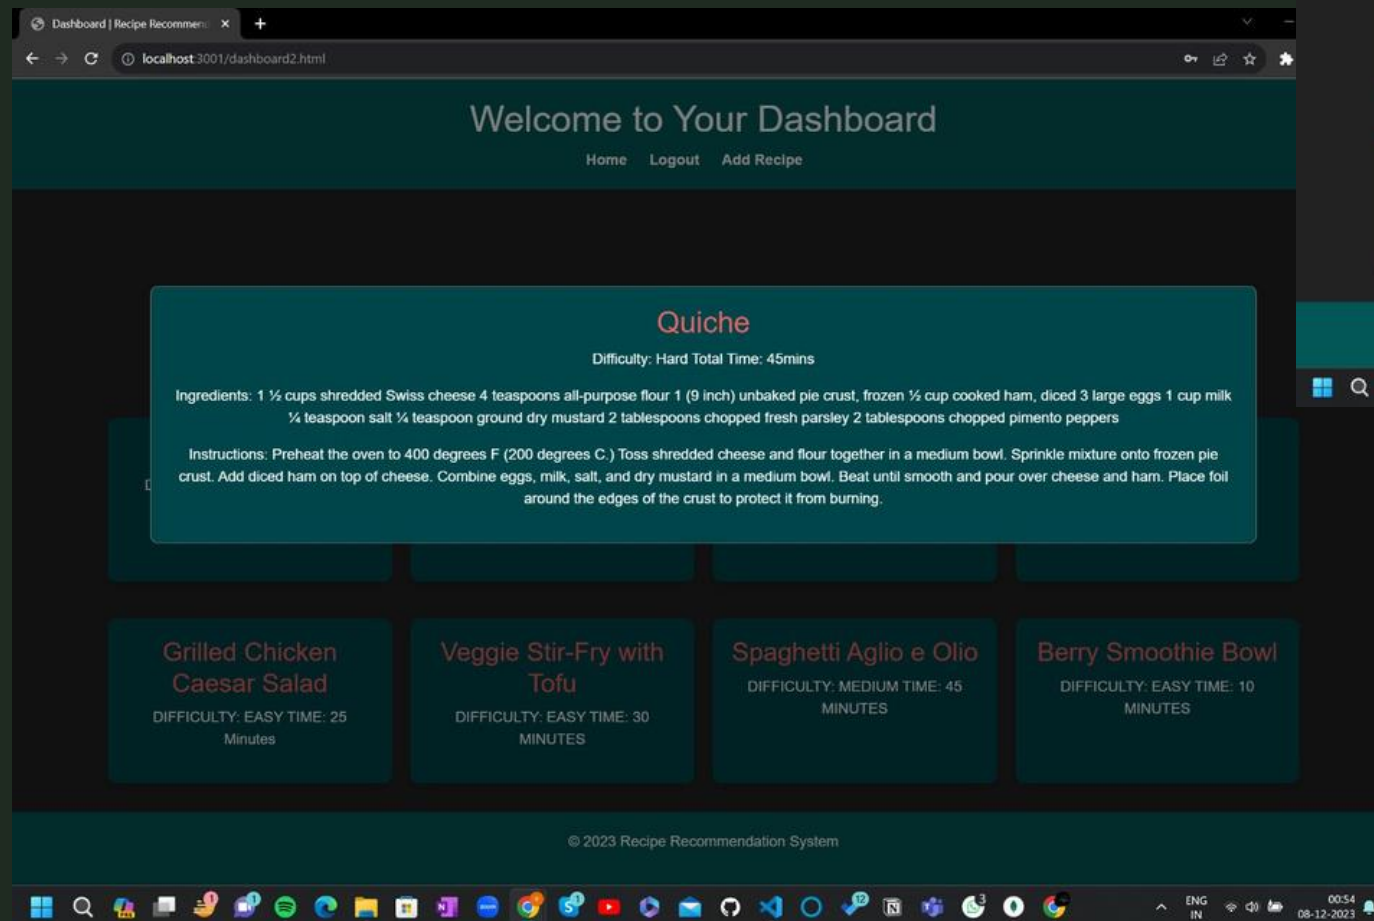 Dashboard | Recipe Recommen
localhost:3001/dashboard2.html
Welcome to Your Dashboard
Home Logout Add Recipe
Quiche
Difficulty: Hard Total Time: 45mins
Ingredients: 1 ½ cups shredded Swiss cheese 4 teaspoons all-purpose flour 1 (9 inch) unbaked pie crust, frozen ½ cup cooked ham, diced 3 large eggs 1 cup milk
¼ teaspoon salt ¼ teaspoon ground dry mustard 2 tablespoons chopped fresh parsley 2 tablespoons chopped pimento peppers
Instructions: Preheat the oven to 400 degrees F (200 degrees C.) Toss shredded cheese and flour together in a medium bowl. Sprinkle mixture onto frozen pie
crust. Add diced ham on top of cheese. Combine eggs, milk, salt, and dry mustard in a medium bowl. Beat until smooth and pour over cheese and ham. Place foil
around the edges of the crust to protect it from burning.
Grilled Chicken
Caesar Salad
DIFFICULTY: EASY TIME: 25
Minutes
Veggie Stir-Fry with
Tofu
DIFFICULTY: EASY TIME: 30
MINUTES
Spaghetti Aglio e Olio
DIFFICULTY: MEDIUM TIME: 45
MINUTES
Berry Smoothie Bowl
DIFFICULTY: EASY TIME: 10
MINUTES
© 2023 Recipe Recommendation System
ENG
IN
00:54
08-12-2023